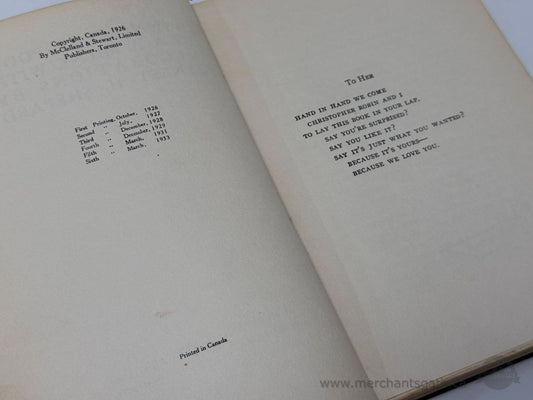 Copyright, Canada, 1926
By McClelland & Stewart, Limited
Publishers, Toronto
First Printing, October, 1926
Second „ July, 1927
Third „ December, 1928
Fourth „ December, 1929
Fifth „ March, 1931
Sixth „ March, 1933
Printed in Canada
TO HER
HAND IN HAND WE COME
CHRISTOPHER ROBIN AND I
TO LAY THIS BOOK IN YOUR LAP.
SAY YOU'RE SURPRISED?
SAY YOU LIKE IT?
SAY IT'S JUST WHAT YOU WANTED?
BECAUSE IT'S YOURS—
BECAUSE WE LOVE YOU.